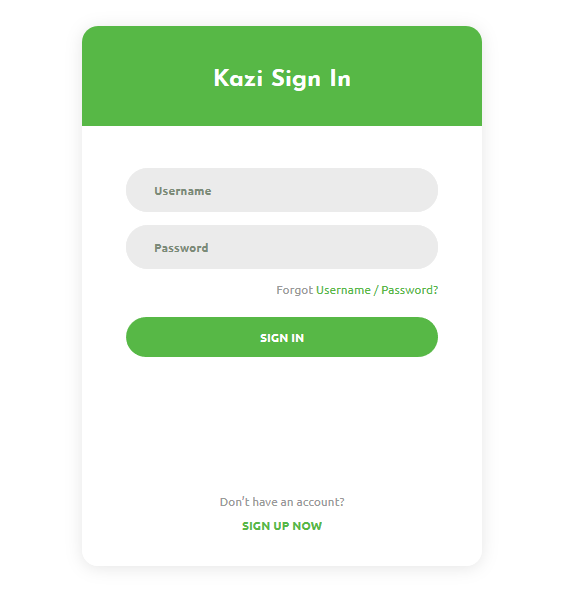 Kazi Sign In
Username
Password
Forgot Username / Password?
SIGN IN
Don't have an account?
SIGN UP NOW